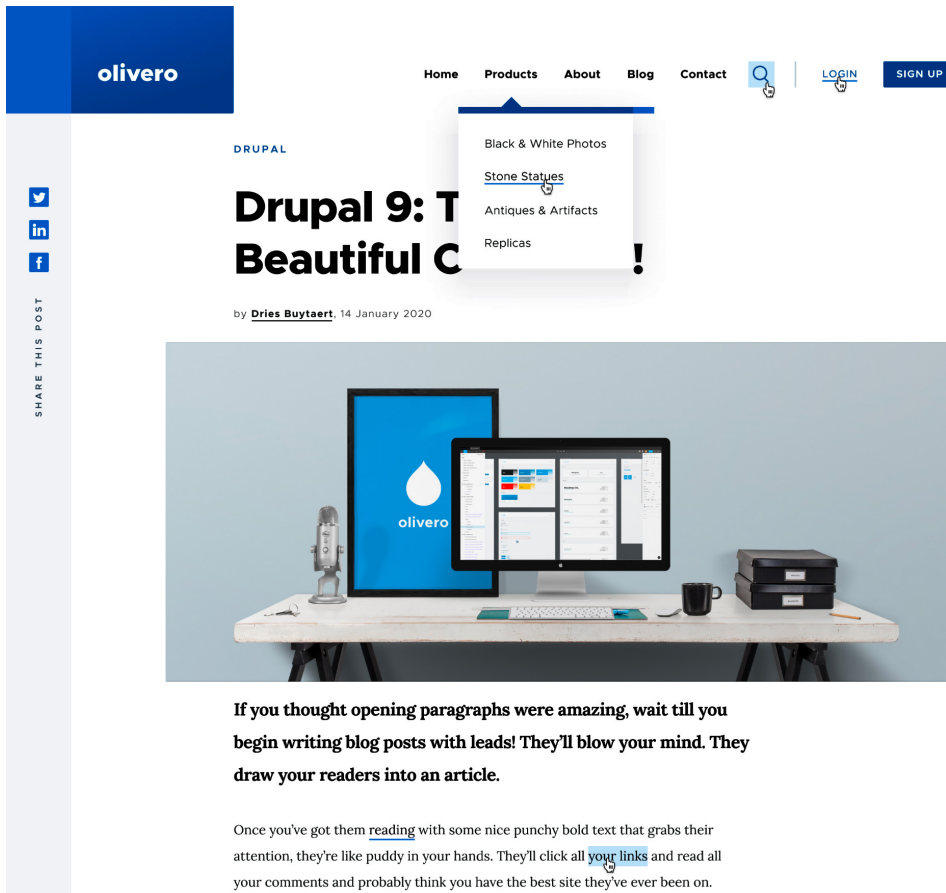 olivero
Home Products About Blog Contact LOGIN SIGN UP
DRUPAL
Black & White Photos
Stone Statues
Antiques & Artifacts
Replicas
Drupal 9: T
Beautiful C !
by Dries Buytaert, 14 January 2020
SHARE THIS POST
olivero
If you thought opening paragraphs were amazing, wait till you
begin writing blog posts with leads! They’ll blow your mind. They
draw your readers into an article.
Once you’ve got them reading with some nice punchy bold text that grabs their
attention, they’re like puddy in your hands. They’ll click all your links and read all
your comments and probably think you have the best site they’ve ever been on.